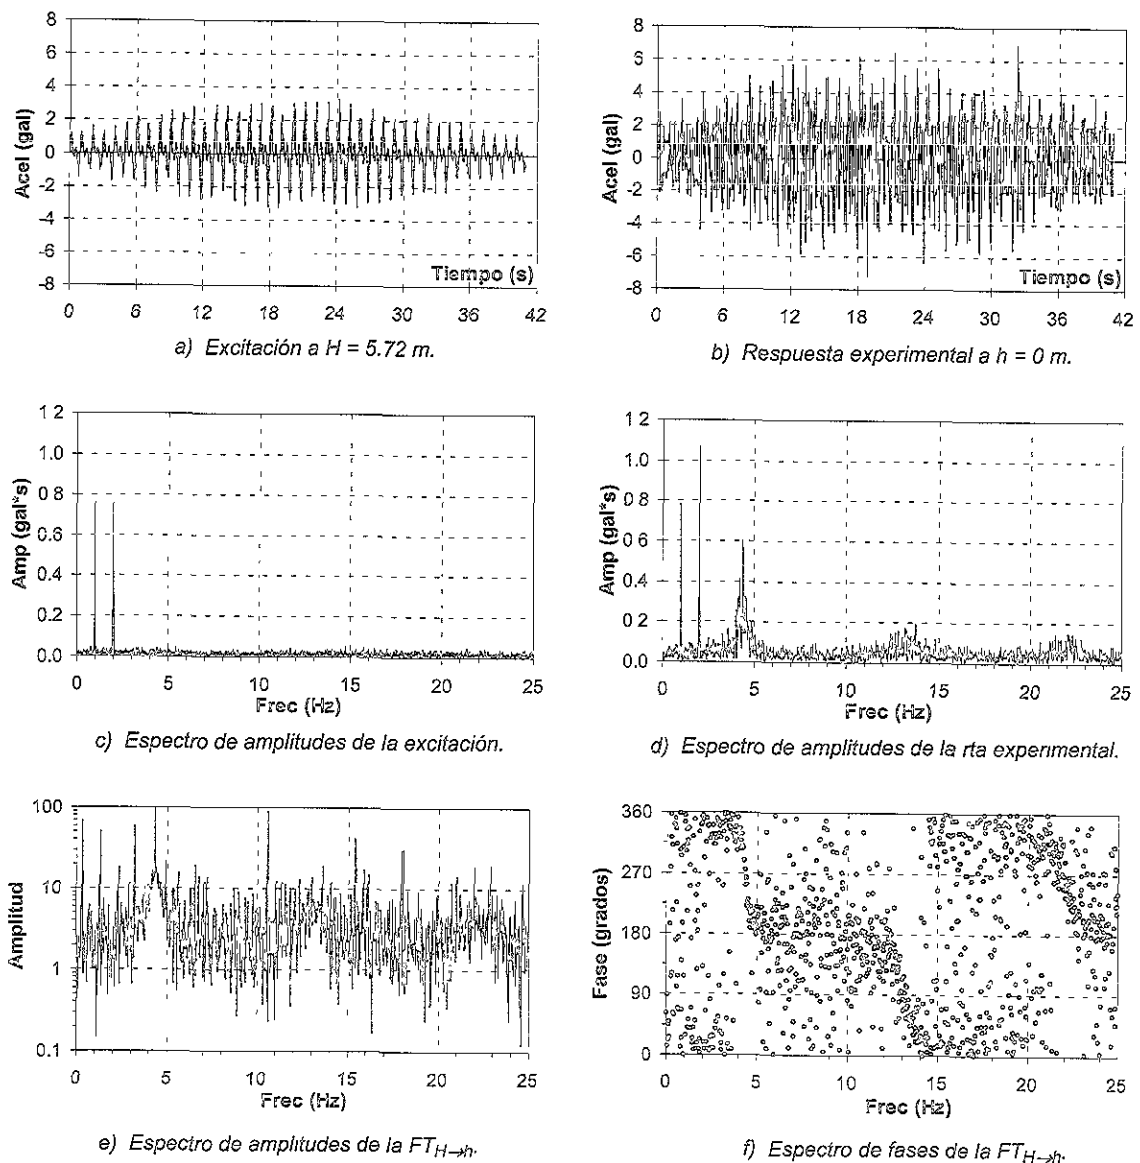 8
6
4
2
0
-2
-4
-6
-8
Acel (gal)
Tiempo (s)
0 6 12 18 24 30 36 42
a) Excitación a H = 5.72 m.
8
6
4
2
0
-2
-4
-6
-8
Acel (gal)
Tiempo (s)
0 6 12 18 24 30 36 42
b) Respuesta experimental a h = 0 m.
1 2
1.0
0.8
0.6
0.4
0.2
0.0
Amp (gal*s)
0 5 10 15 20 25
Frec (Hz)
c) Espectro de amplitudes de la excitación.
1.2
1.0
0.8
0.6
0.4
0.2
0.0
Amp (gal*s)
0 5 10 15 20 25
Frec (Hz)
d) Espectro de amplitudes de la rta experimental.
100
10
1
0.1
Amplitud
0 5 10 15 20 25
Frec (Hz)
e) Espectro de amplitudes de la FT_{H→h}.
360
270
180
90
0
Fase (grados)
0 5 10 15 20 25
Frec (Hz)
f) Espectro de fases de la FT_{H→h}.